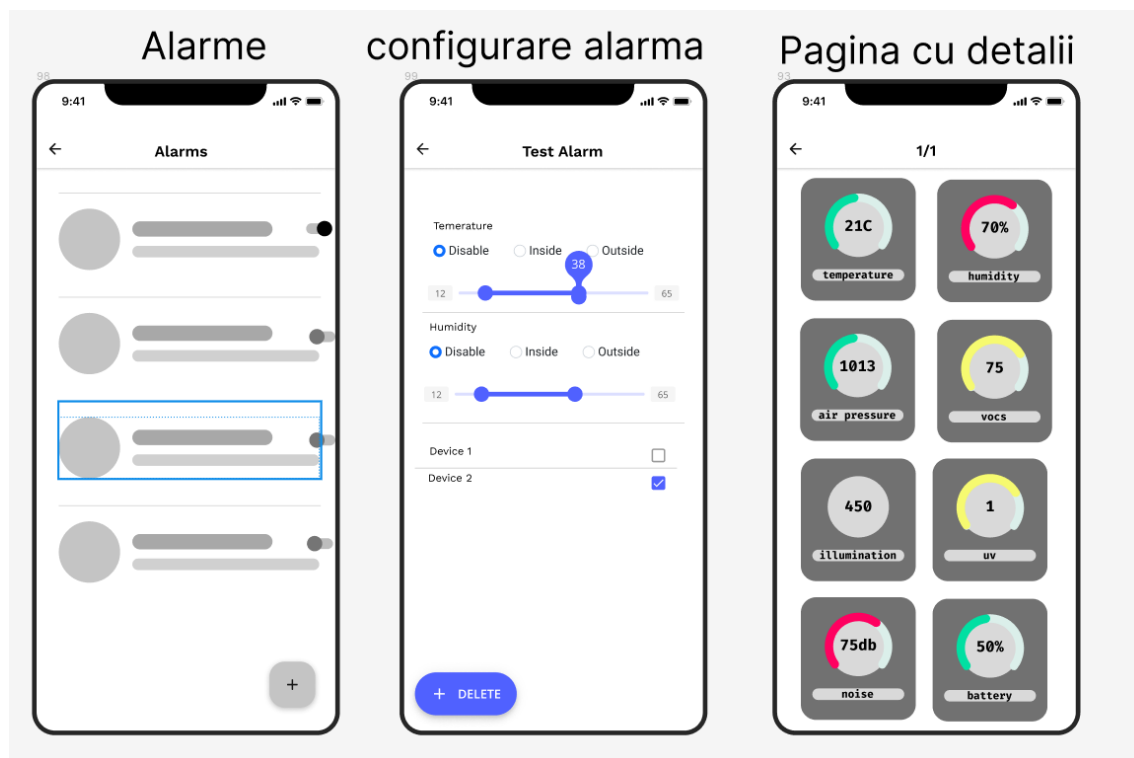 Alarme
98
9:41
Alarms
+
configurare alarma
99
9:41
Test Alarm
Temerature
Disable Inside Outside
38
12 65
Humidity
Disable Inside Outside
12 65
Device 1
Device 2
+ DELETE
Pagina cu detalii
93
9:41
1/1
21C 70%
temperature humidity
1013 75
air pressure vocs
450 1
illumination uv
75db 50%
noise battery